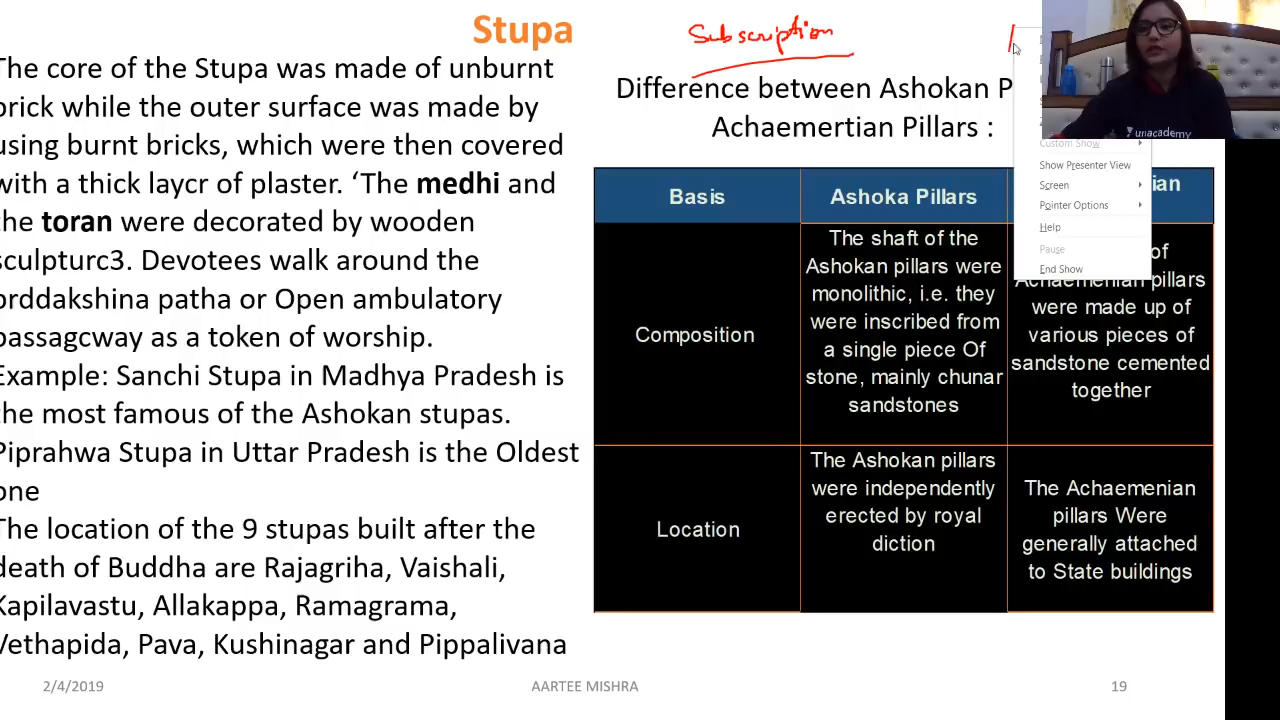 Stupa
The core of the Stupa was made of unburnt
brick while the outer surface was made by
using burnt bricks, which were then covered
with a thick laycr of plaster. ‘The medhi and
the toran were decorated by wooden
sculpturc3. Devotees walk around the
prddakshina patha or Open ambulatory
passagcway as a token of worship.
Example: Sanchi Stupa in Madhya Pradesh is
the most famous of the Ashokan stupas.
Piprahwa Stupa in Uttar Pradesh is the Oldest
one
The location of the 9 stupas built after the
death of Buddha are Rajagriha, Vaishali,
Kapilavastu, Allakappa, Ramagrama,
Vethapida, Pava, Kushinagar and Pippalivana
Subscription
Difference between Ashokan P
Achaemertian Pillars :
Basis
Ashoka Pillars
ian
Composition
The shaft of the
Ashokan pillars were
monolithic, i.e. they
were inscribed from
a single piece Of
stone, mainly chunar
sandstones
of
Achaemenian pillars
were made up of
various pieces of
sandstone cemented
together
Location
The Ashokan pillars
were independently
erected by royal
diction
The Achaemenian
pillars Were
generally attached
to State buildings
unacademy
Custom Show
Show Presenter View
Screen
Pointer Options
Help
Pause
End Show
2/4/2019
AARTEE MISHRA
19